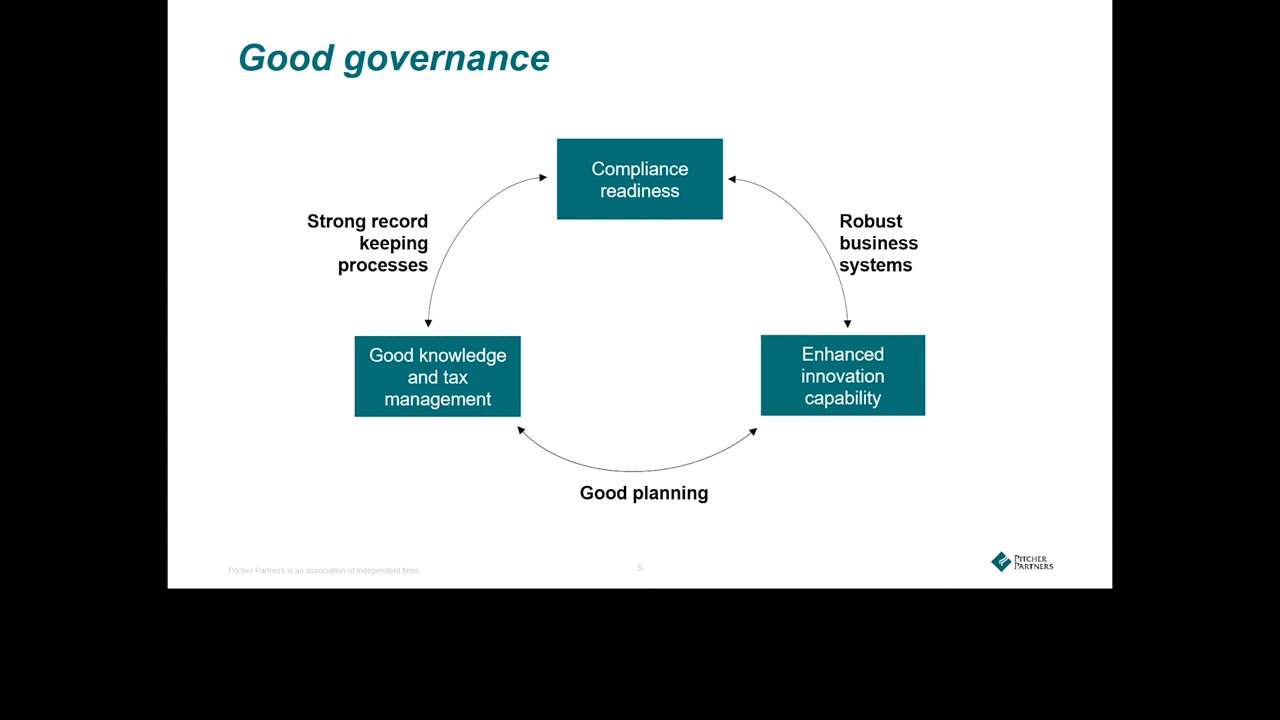 Good governance
Compliance
readiness
Strong record
keeping
processes
Robust
business
systems
Good knowledge
and tax
management
Enhanced
innovation
capability
Good planning
Pitcher Partners is an association of independent firms.
5
PITCHER
PARTNERS